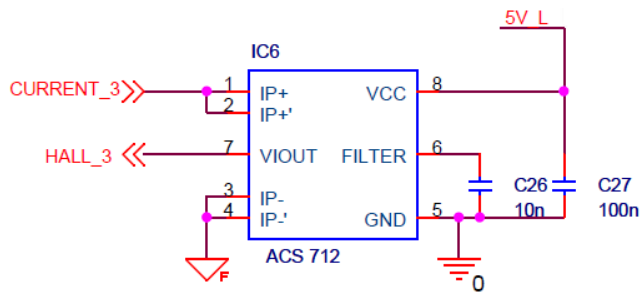 5V_L
IC6
CURRENT_3 1 IP+ VCC 8
2 IP+'
HALL_3 7 VIOUT FILTER 6
3 IP- C26 C27
4 IP-' GND 5 10n 100n
F ACS 712 0